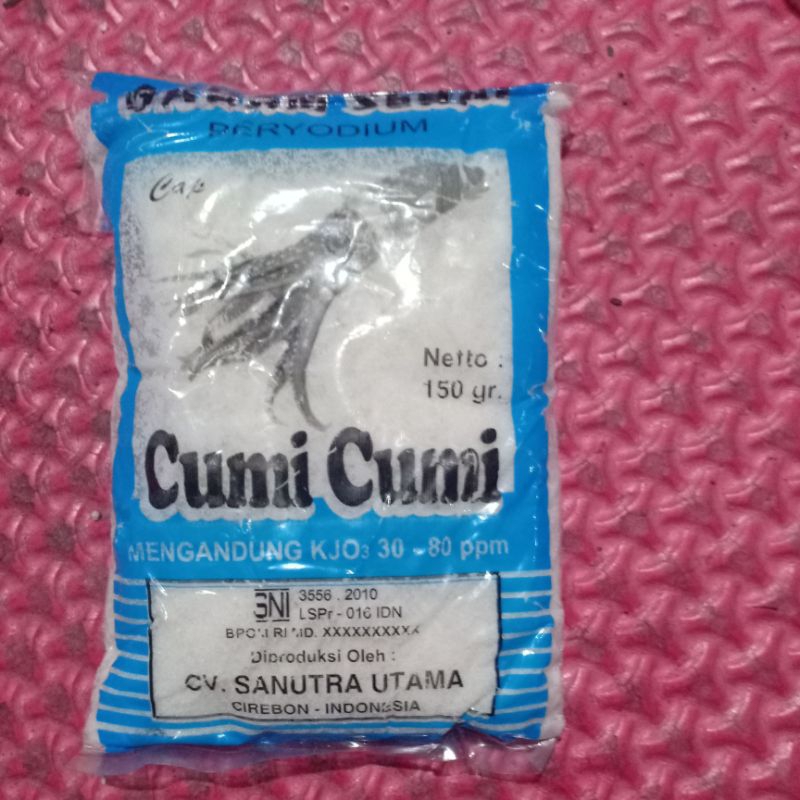 BERYODIUM
Cap
Netto :
150 gr.
Cumi Cumi
MENGANDUNG KJO₃ 30 - 80 ppm
SNI 3556 . 2010
LSPr - 016 IDN
BPOM RI MD. XXXXXXXXXX
Diproduksi Oleh :
CV. SANUTRA UTAMA
CIREBON - INDONESIA